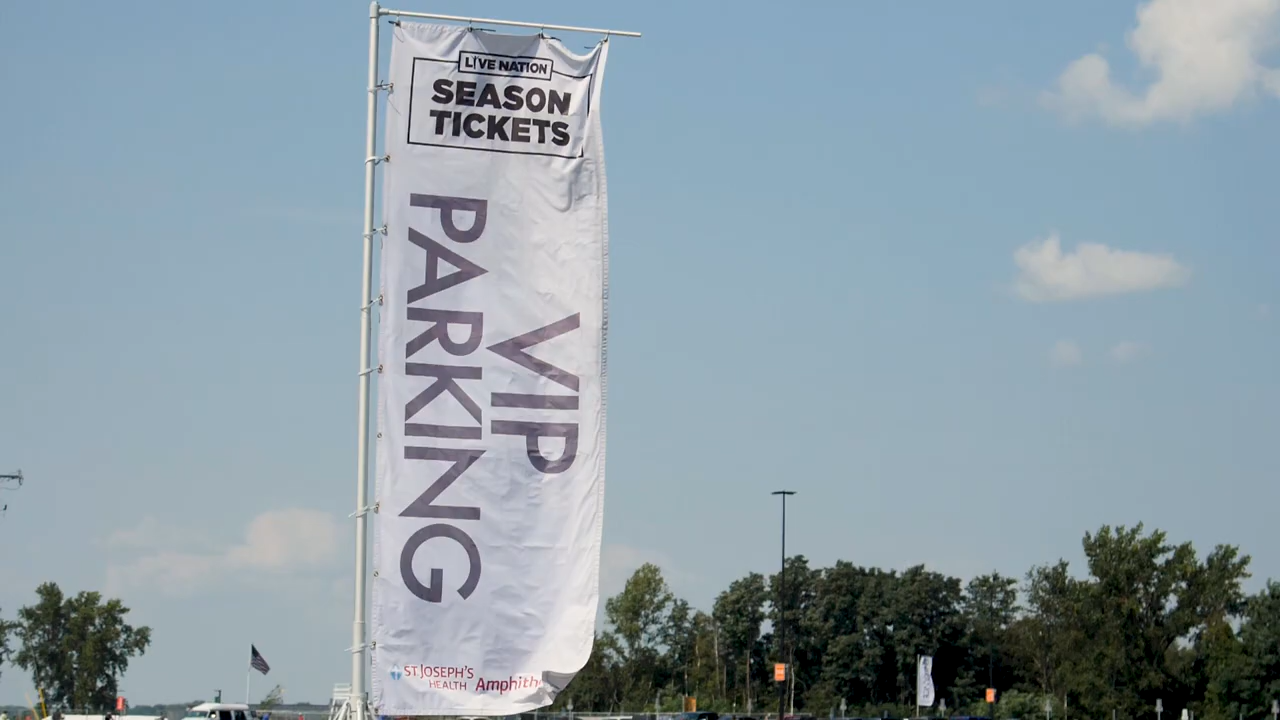 LIVE NATION
SEASON
TICKETS
VIP
PARKING
ST JOSEPH'S
HEALTH